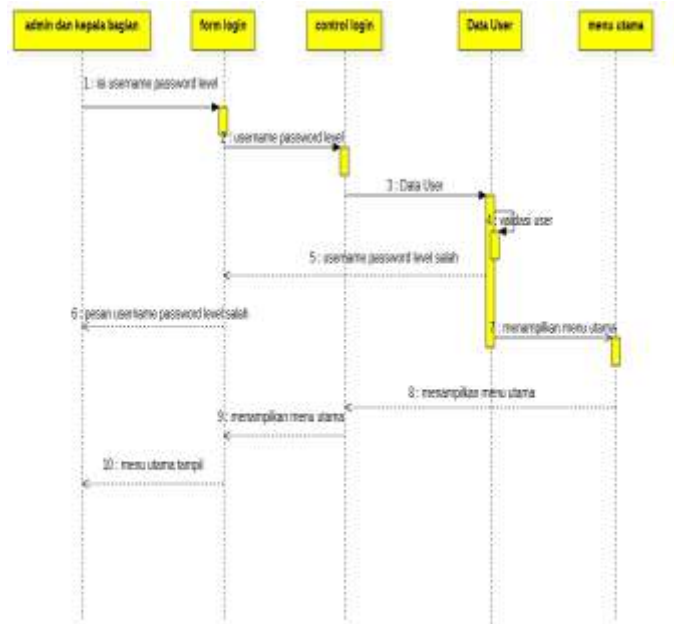 admin dan kepala bagian
form login
control login
Data User
menu utama
1 : isi username password level
2 : username password level
3 : Data User
4 : validasi user
5 : username password level salah
6 : pesan username password level salah
7 : menampilkan menu utama
8 : menampilkan menu utama
9 : menampilkan menu utama
10 : menu utama tampil